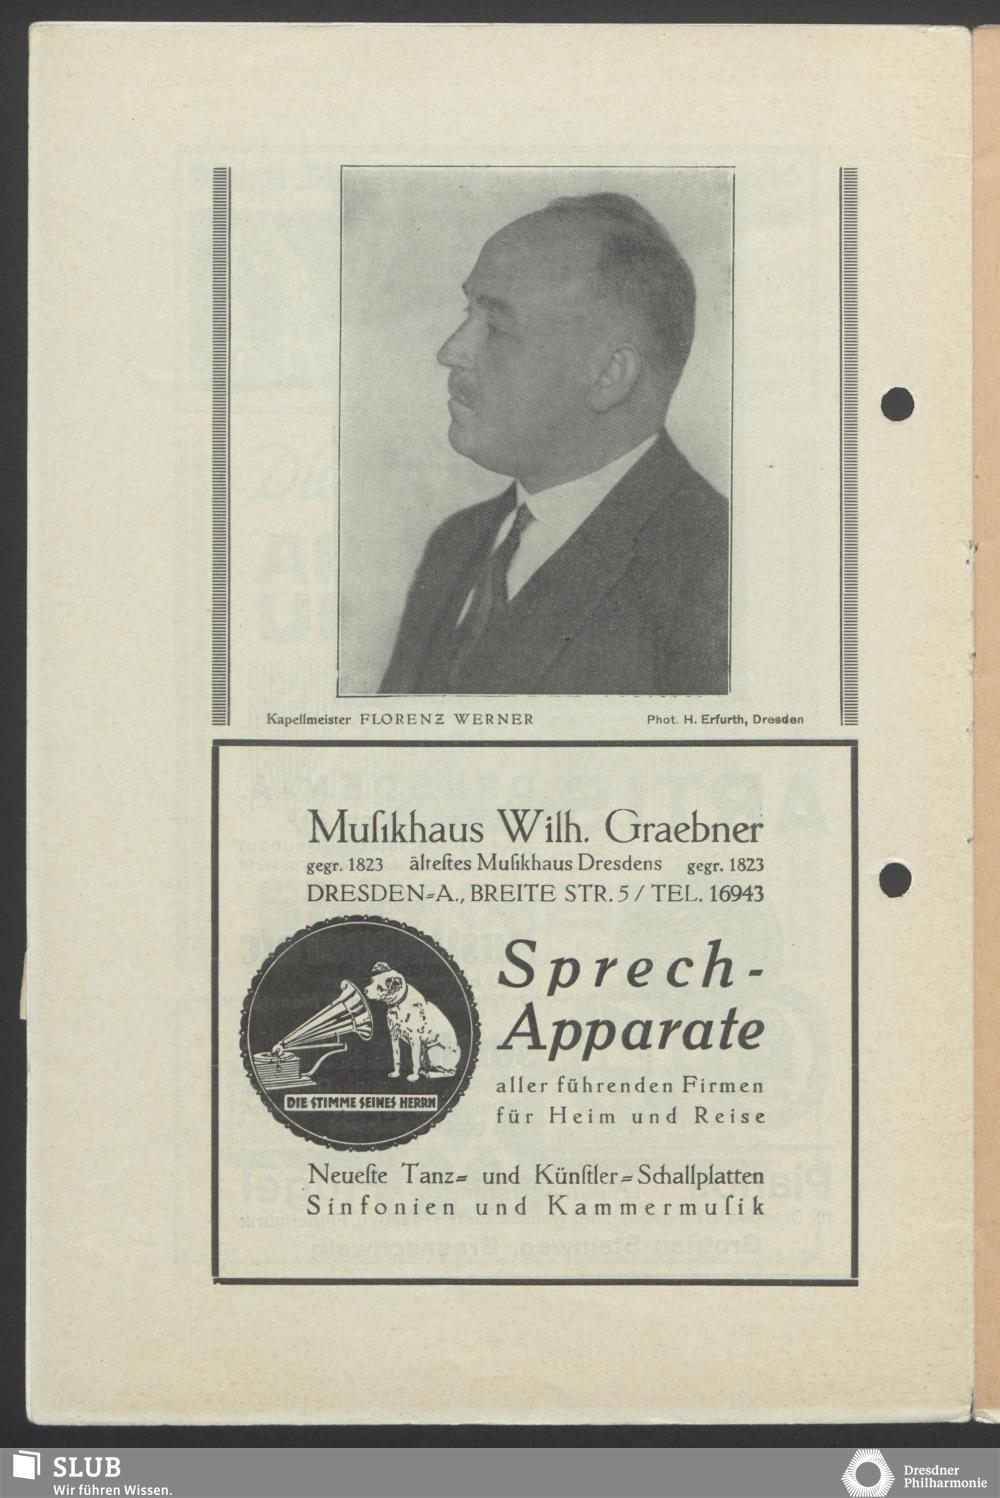 Kapellmeister FLORENZ WERNER
Phot. H. Erfurth, Dresden
Muſikhaus Wilh. Graebner
gegr. 1823 älteſtes Muſikhaus Dresdens gegr. 1823
DRESDEN-A., BREITE STR. 5 / TEL. 16943
Sprech-
Apparate
aller führenden Firmen
für Heim und Reise
DIE STIMME SEINES HERRN
Neueſte Tanz- und Künſtler-Schallplatten
Sinfonien und Kammermuſik
SLUB
Wir führen Wissen.
Dresdner
Philharmonie